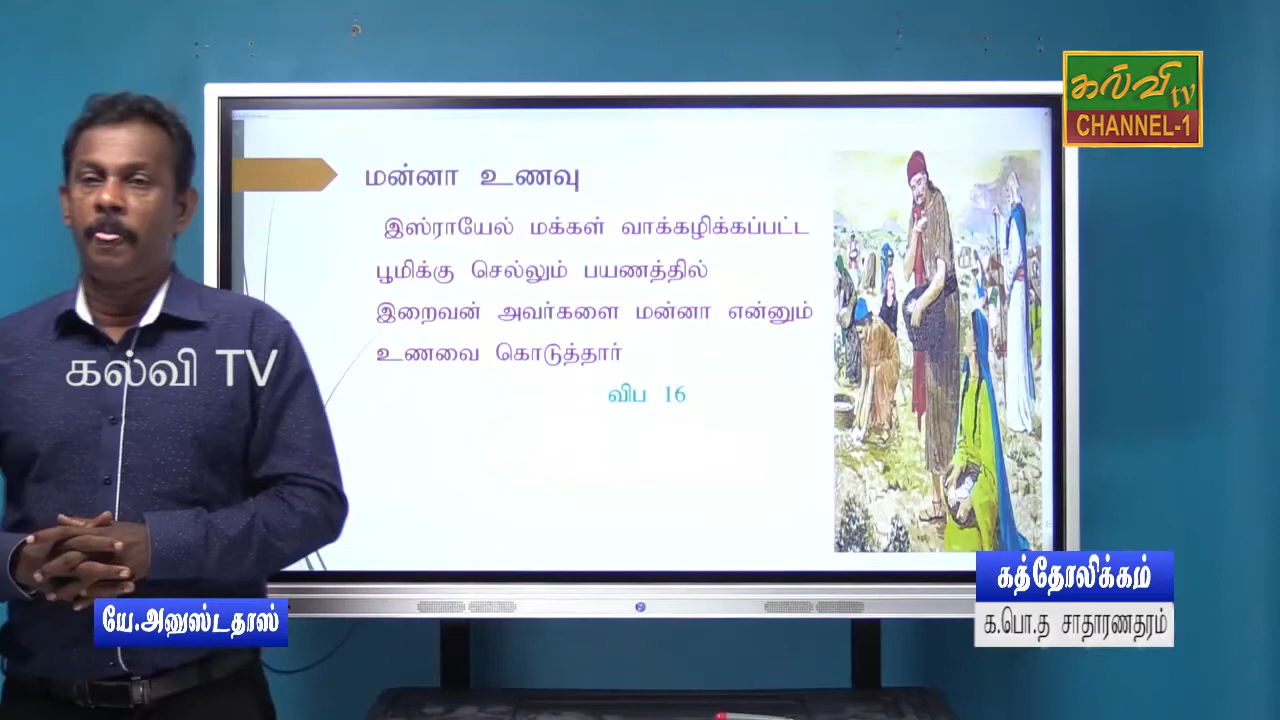 கல்வி tv
CHANNEL-1
மன்னா உணவு
இஸ்ராயேல் மக்கள் வாக்கழிக்கப்பட்ட
பூமிக்கு செல்லும் பயணத்தில்
இறைவன் அவர்களை மன்னா என்னும்
உணவை கொடுத்தார்
விப 16
கல்வி TV
யே.அனுஸ்டதாஸ்
கத்தோலிக்கம்
க.பொ.த சாதாரணதரம்